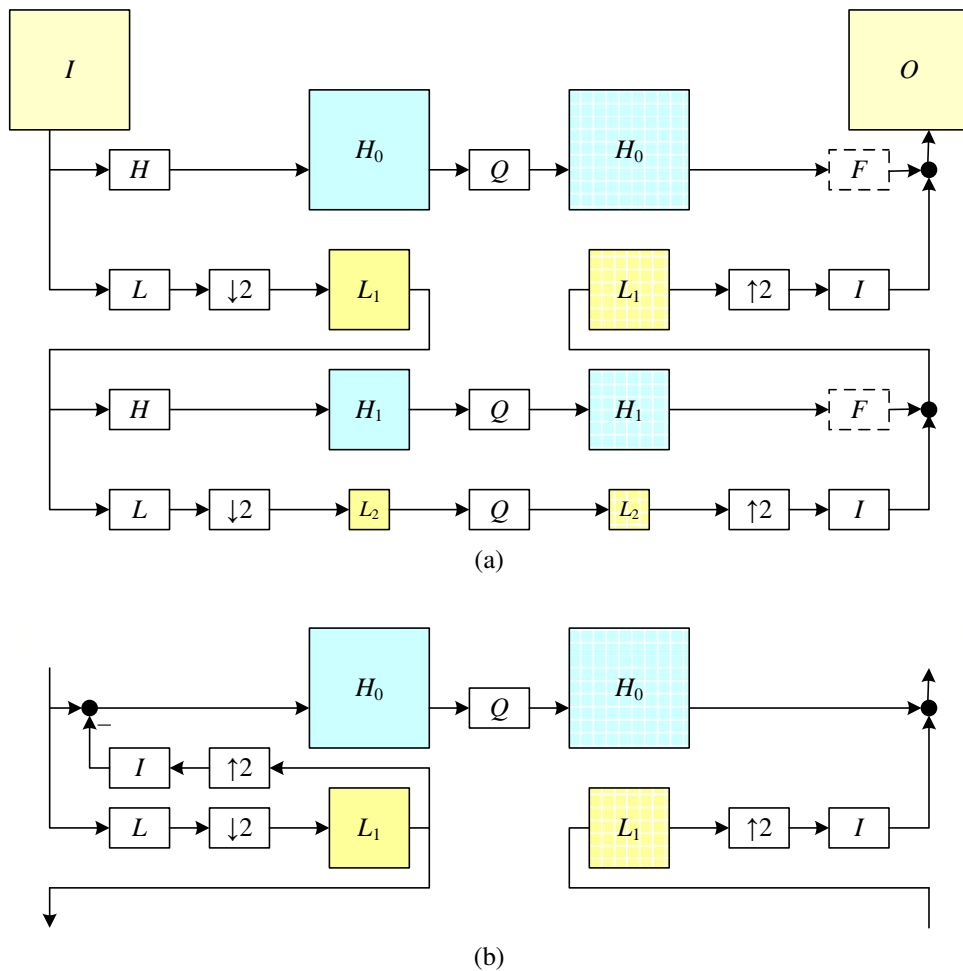 I O
H H₀ Q H₀ F
L ↓2 L₁ L₁ ↑2 I
H H₁ Q H₁ F
L ↓2 L₂ Q L₂ ↑2 I
(a)
H₀ Q H₀
–
I ↑2
L ↓2 L₁ L₁ ↑2 I
(b)